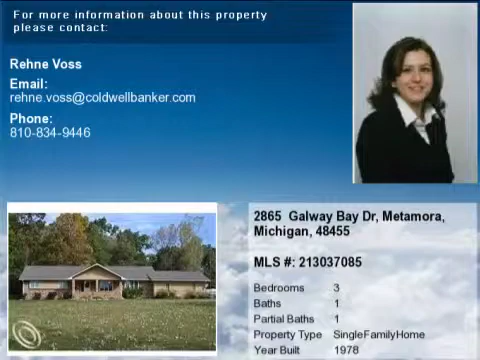 For more information about this property
please contact:
Rehne Voss
Email:
rehne.voss@coldwellbanker.com
Phone:
810-834-9446
2865 Galway Bay Dr, Metamora,
Michigan, 48455
MLS #: 213037085
Bedrooms 3
Baths 1
Partial Baths 1
Property Type SingleFamilyHome
Year Built 1978